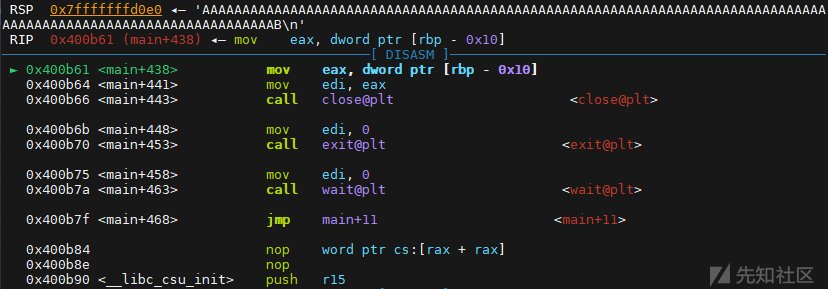 RSP  0x7fffffffd0e0 ◂— 'AAAAAAAAAAAAAAAAAAAAAAAAAAAAAAAAAAAAAAAAAAAAAAAAAAAAAAAAAAAAAAAAAAAAAAAAAAAAAAA
AAAAAAAAAAAAAAAAAAAAAAAAAAAAAAAAAB\n'
RIP  0x400b61 (main+438) ◂— mov    eax, dword ptr [rbp - 0x10]
[ DISASM ]
► 0x400b61 <main+438>    mov    eax, dword ptr [rbp - 0x10]
0x400b64 <main+441>    mov    edi, eax
0x400b66 <main+443>    call   close@plt    <close@plt>
0x400b6b <main+448>    mov    edi, 0
0x400b70 <main+453>    call   exit@plt    <exit@plt>
0x400b75 <main+458>    mov    edi, 0
0x400b7a <main+463>    call   wait@plt    <wait@plt>
0x400b7f <main+468>    jmp    main+11    <main+11>
0x400b84    nop    word ptr cs:[rax + rax]
0x400b8e    nop
0x400b90 <__libc_csu_init>    push   r15
先知社区